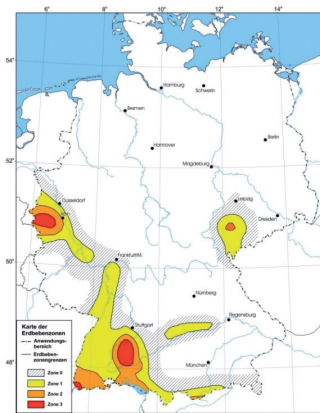 6°
8°
10°
12°
14°
54°
Hamburg
Schwerin
Bremen
Berlin
Hannover
52°
Magdeburg
Düsseldorf
Leipzig
Köln
Dresden
50°
Frankfurt/M.
Nürnberg
Karte der
Erdbebenzonen
Anwendungs-
bereich
Erdbeben-
zonengrenzen
Regensburg
Stuttgart
Zone 0
Zone 1
Zone 2
Zone 3
48°
München